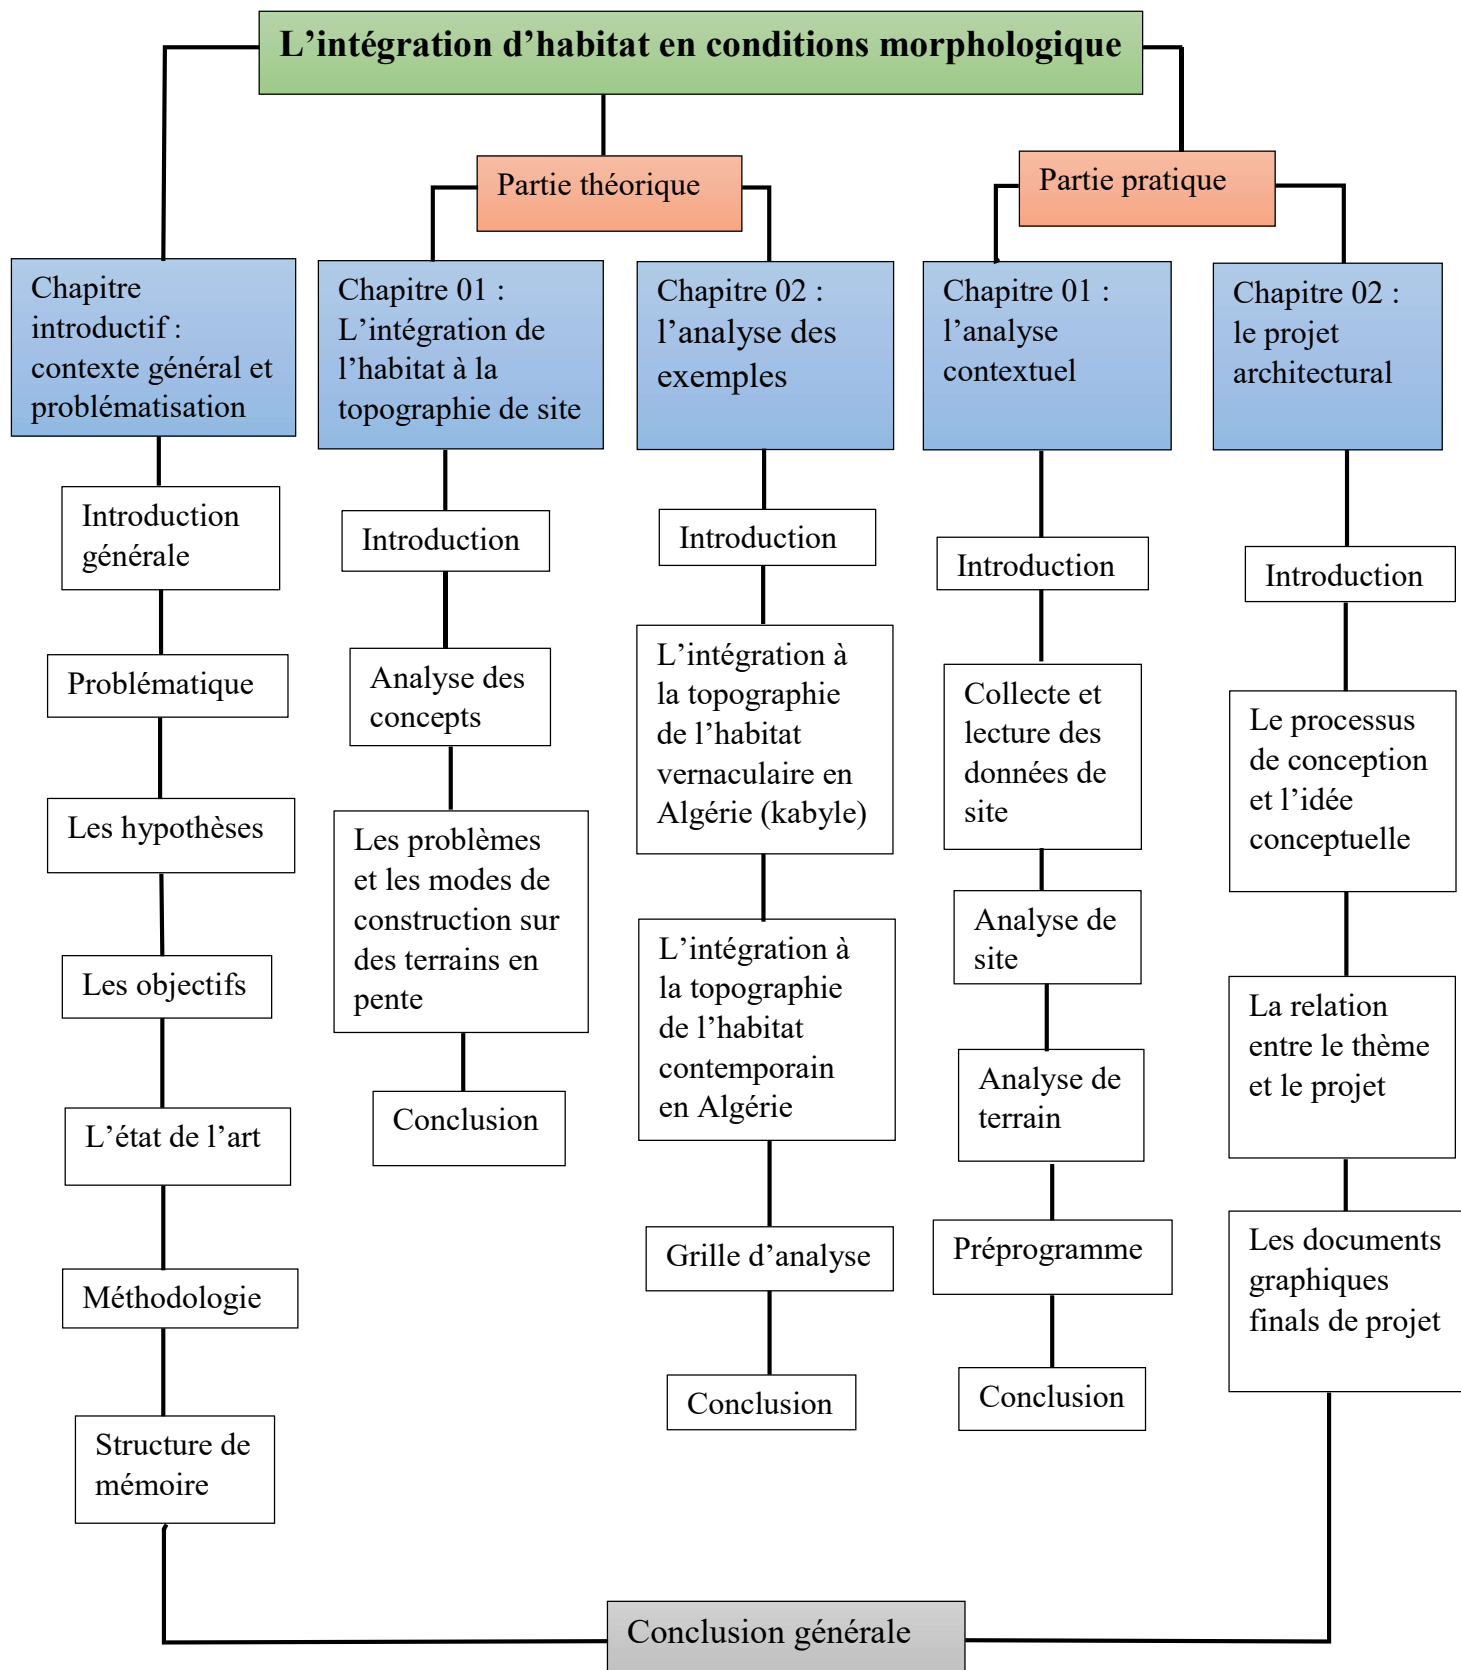 L’intégration d’habitat en conditions morphologique
Partie théorique
Partie pratique
Chapitre
introductif :
contexte général et
problématisation
Introduction
générale
Problématique
Les hypothèses
Les objectifs
L’état de l’art
Méthodologie
Structure de
mémoire
Chapitre 01 :
L’intégration de
l’habitat à la
topographie de site
Introduction
Analyse des
concepts
Les problèmes
et les modes de
construction sur
des terrains en
pente
Conclusion
Chapitre 02 :
l’analyse des
exemples
Introduction
L’intégration à
la topographie
de l’habitat
vernaculaire en
Algérie (kabyle)
L’intégration à
la topographie
de l’habitat
contemporain
en Algérie
Grille d’analyse
Conclusion
Chapitre 01 :
l’analyse
contextuel
Introduction
Collecte et
lecture des
données de
site
Analyse de
site
Analyse de
terrain
Préprogramme
Conclusion
Chapitre 02 :
le projet
architectural
Introduction
Le processus
de conception
et l’idée
conceptuelle
La relation
entre le thème
et le projet
Les documents
graphiques
finals de projet
Conclusion générale